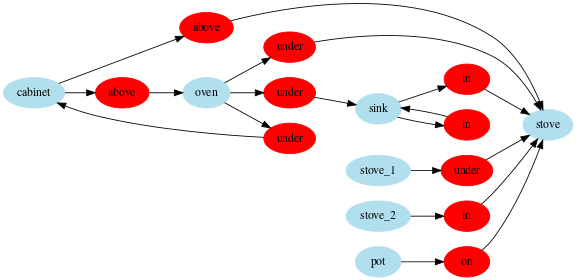 above
cabinet
above
oven
under
under
under
sink
in
in
stove
stove_1
under
stove_2
in
pot
on